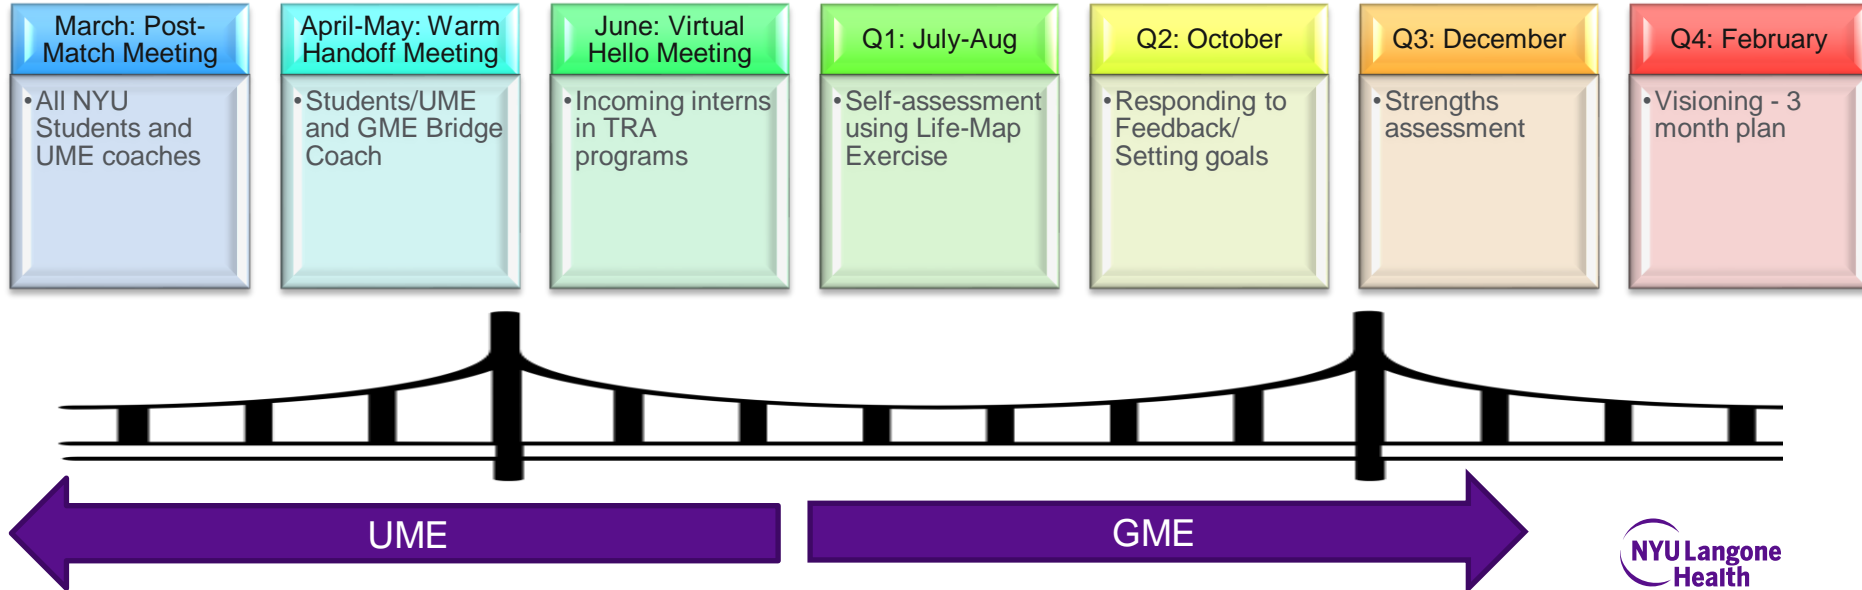 March: Post-
Match Meeting
•All NYU
Students and
UME coaches
April-May: Warm
Handoff Meeting
•Students/UME
and GME Bridge
Coach
June: Virtual
Hello Meeting
•Incoming interns
in TRA
programs
Q1: July-Aug
•Self-assessment
using Life-Map
Exercise
Q2: October
•Responding to
Feedback/
Setting goals
Q3: December
•Strengths
assessment
Q4: February
•Visioning - 3
month plan
UME
GME
NYU Langone
Health